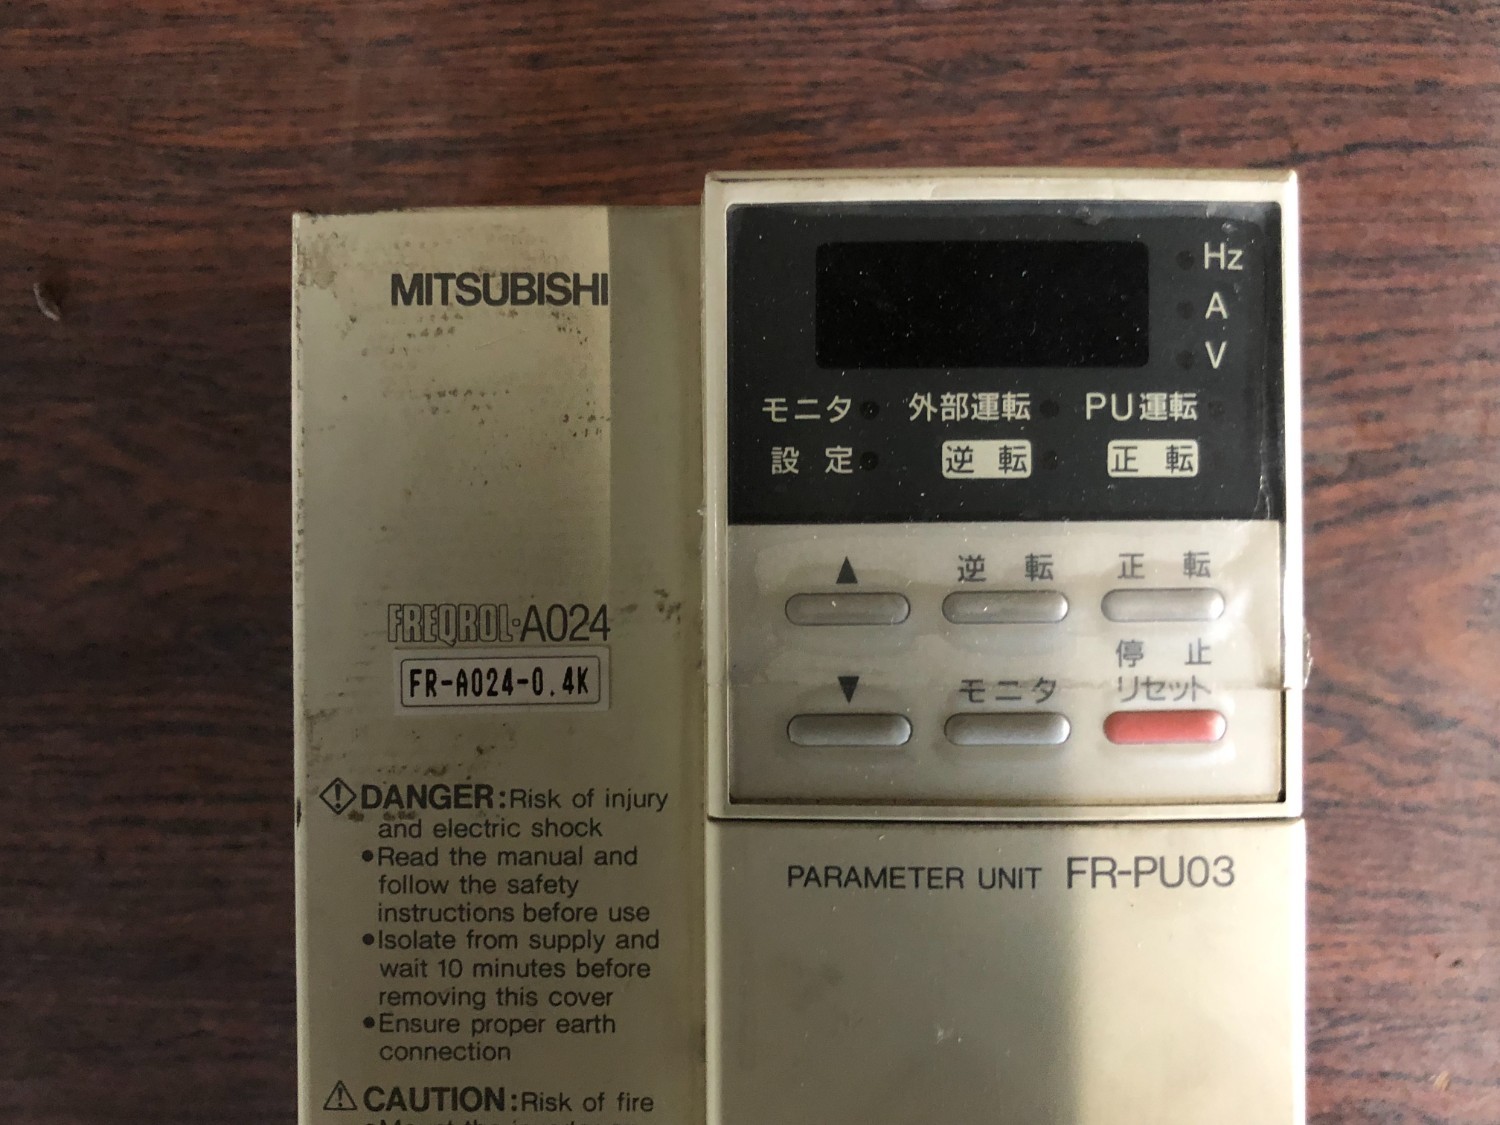 MITSUBISHI
FREQROL-A024
FR-A024-0.4K
DANGER:Risk of injury
and electric shock
•Read the manual and
follow the safety
instructions before use
•Isolate from supply and
wait 10 minutes before
removing this cover
•Ensure proper earth
connection
CAUTION:Risk of fire
Hz
A
V
モニタ 外部運転 PU運転
設定 逆転 正転
▲ 逆転 正転
停止
▼ モニタ リセット
PARAMETER UNIT FR-PU03